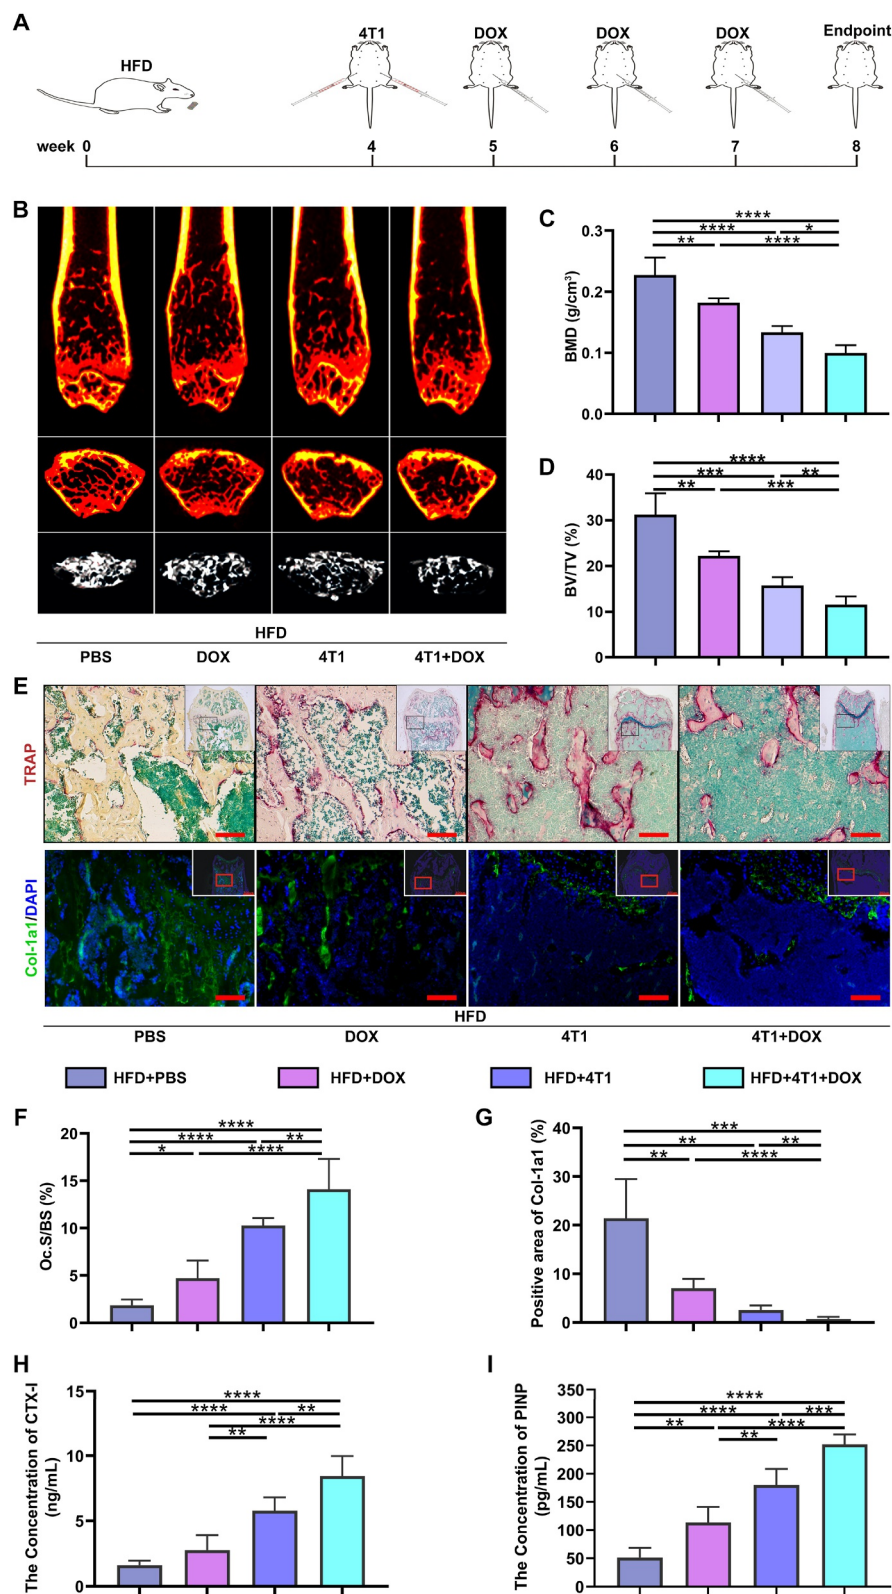 A
HFD
4T1
DOX
DOX
DOX
Endpoint
week 0
4
5
6
7
8
B
HFD
PBS
DOX
4T1
4T1+DOX
C
BMD (g/cm³)
0.3
0.2
0.1
0.0
****
**** *
** ****
D
BV/TV (%)
40
30
20
10
0
****
*** **
** ***
E
TRAP
Col-1a1/DAPI
HFD
PBS
DOX
4T1
4T1+DOX
HFD+PBS
HFD+DOX
HFD+4T1
HFD+4T1+DOX
F
Oc.S/BS (%)
20
15
10
5
0
****
**** **
* ****
G
Positive area of Col-1a1 (%)
40
30
20
10
0
***
** **
** ****
H
The Concentration of CTX-I
(ng/mL)
15
10
5
0
****
**** **
****
**
I
The Concentration of PINP
(pg/mL)
350
300
250
200
150
100
50
0
****
**** ***
** ****
**